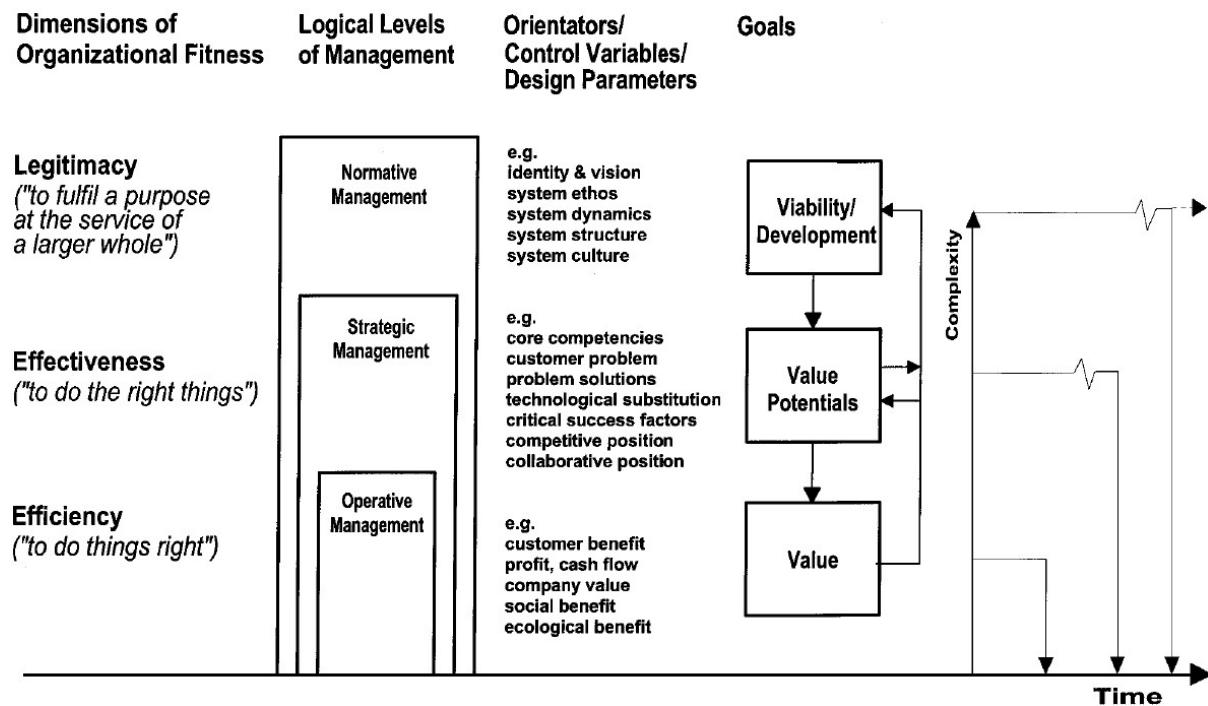 Dimensions of
Organizational Fitness
Logical Levels
of Management
Orientators/
Control Variables/
Design Parameters
Goals
Legitimacy
("to fulfil a purpose
at the service of
a larger whole")
Normative
Management
e.g.
identity & vision
system ethos
system dynamics
system structure
system culture
Viability/
Development
Complexity
Effectiveness
("to do the right things")
Strategic
Management
e.g.
core competencies
customer problem
problem solutions
technological substitution
critical success factors
competitive position
collaborative position
Value
Potentials
Efficiency
("to do things right")
Operative
Management
e.g.
customer benefit
profit, cash flow
company value
social benefit
ecological benefit
Value
Time